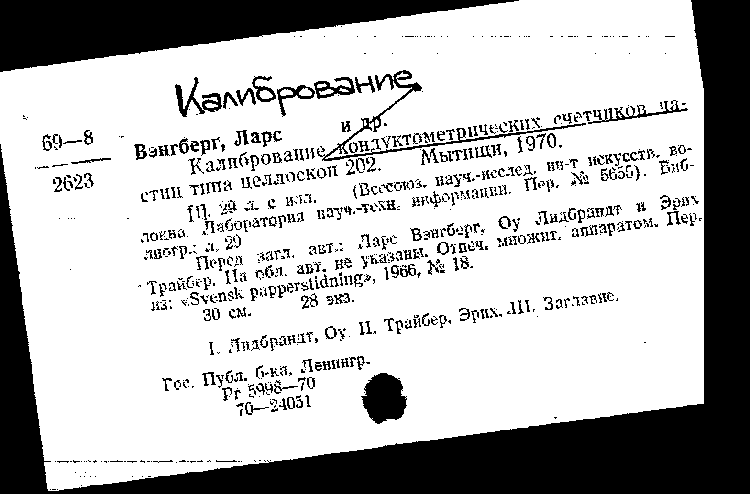 Калибрование
69—8
2623
Вэнгберг, Ларс и др.
Калибрование кондуктометрических счетчиков ча-
стиц типа целлоскоп 202. Мытищи, 1970.
III, 29 л. с илл. (Всесоюз. науч.-исслед. ин-т искусств. во-
локна. Лаборатория науч.-техн. информации. Пер. № 5655). Биб-
лиогр.: л. 29
Перед загл. авт.: Ларс Вэнгберг, Оу Лидбрандт и Эрих
Трайбер. На обл. авт. не указаны. Отпеч. множит. аппаратом. Пер.
из: «Svensk papperstidning», 1966, № 18.
30 см. 28 экз.
I. Лидбрандт, Оу. II. Трайбер, Эрих. III. Заглавие.
Гос. Публ. б-ка. Ленингр.
Рг 5998—70
70—24051